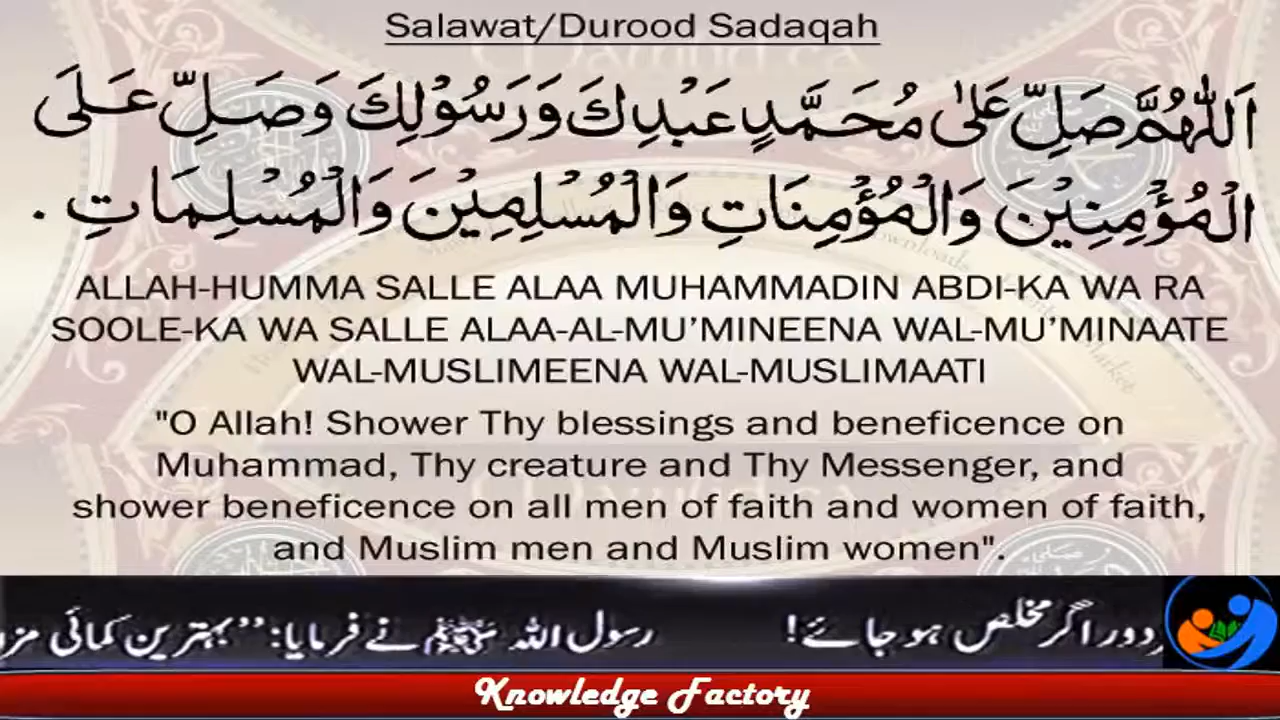 Salawat/Durood Sadaqah
اَللّٰهُمَّ صَلِّ عَلٰى مُحَمَّدٍ عَبْدِكَ وَرَسُوْلِكَ وَصَلِّ عَلَى
الْمُؤْمِنِيْنَ وَالْمُؤْمِنَاتِ وَالْمُسْلِمِيْنَ وَالْمُسْلِمَاتِ .
ALLAH-HUMMA SALLE ALAA MUHAMMADIN ABDI-KA WA RA
SOOLE-KA WA SALLE ALAA-AL-MU’MINEENA WAL-MU’MINAATE
WAL-MUSLIMEENA WAL-MUSLIMAATI
"O Allah! Shower Thy blessings and beneficence on
Muhammad, Thy creature and Thy Messenger, and
shower beneficence on all men of faith and women of faith,
and Muslim men and Muslim women".
اگر مخلص ہو جائے! رسول اللہ ﷺ نے فرمایا: ’’بہترین کمائی
Knowledge Factory